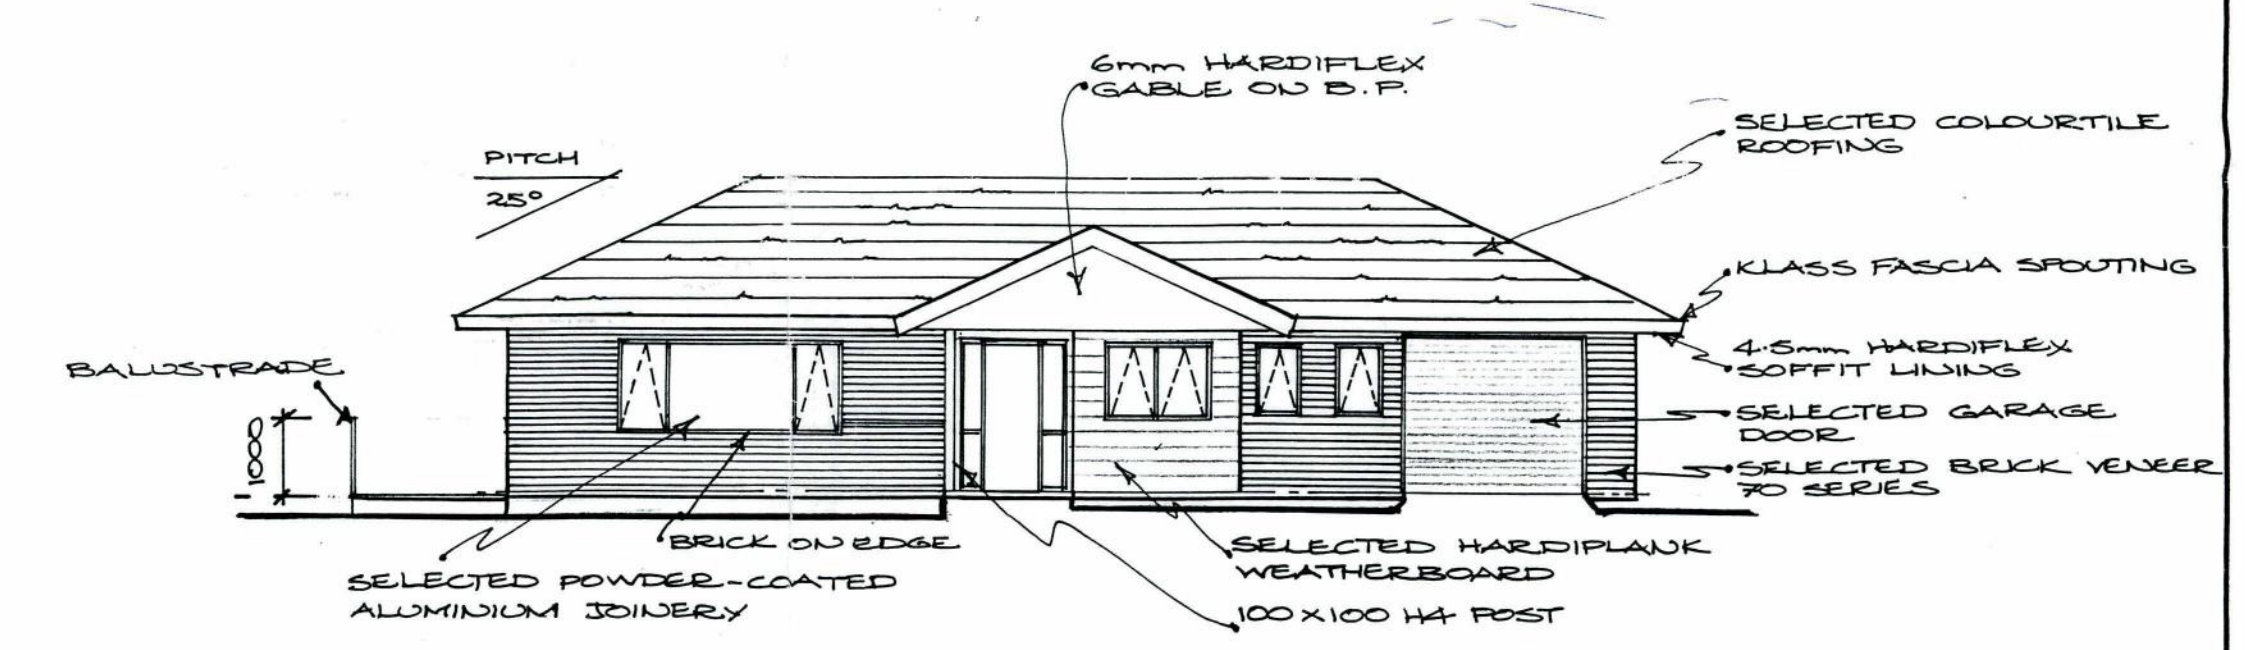 6mm HARDIFLEX
GABLE ON B.P.
SELECTED COLOURTILE
ROOFING
PITCH
25°
KLASS FASCIA SPOUTING
4.5mm HARDIFLEX
SOFFIT LINING
BALUSTRADE
1000
SELECTED GARAGE
DOOR
SELECTED BRICK VENEER
70 SERIES
BRICK ON EDGE
SELECTED POWDER-COATED
ALUMINIUM JOINERY
SELECTED HARDIPLANK
WEATHERBOARD
100x100 H4 POST